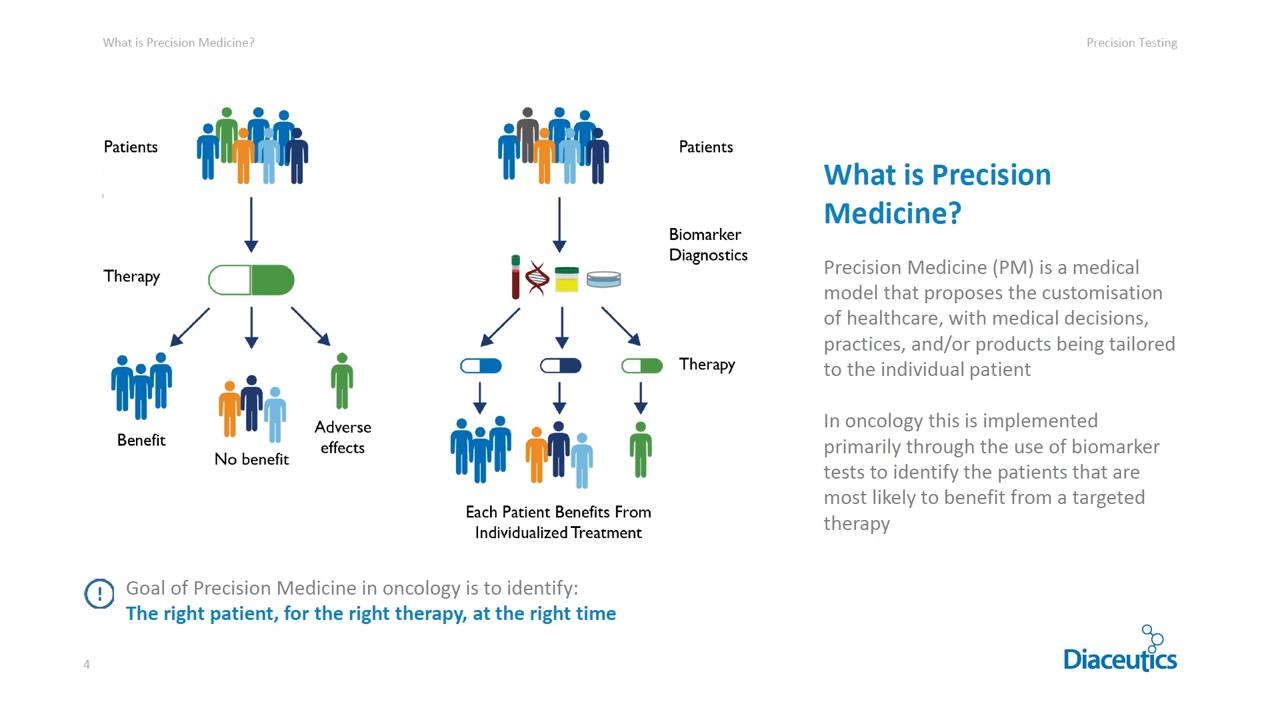 What is Precision Medicine?
Precision Testing
Patients
Therapy
Benefit
No benefit
Adverse
effects
Patients
Biomarker
Diagnostics
Therapy
Each Patient Benefits From
Individualized Treatment
What is Precision
Medicine?
Precision Medicine (PM) is a medical
model that proposes the customisation
of healthcare, with medical decisions,
practices, and/or products being tailored
to the individual patient
In oncology this is implemented
primarily through the use of biomarker
tests to identify the patients that are
most likely to benefit from a targeted
therapy
Goal of Precision Medicine in oncology is to identify:
The right patient, for the right therapy, at the right time
4
Diaceutics